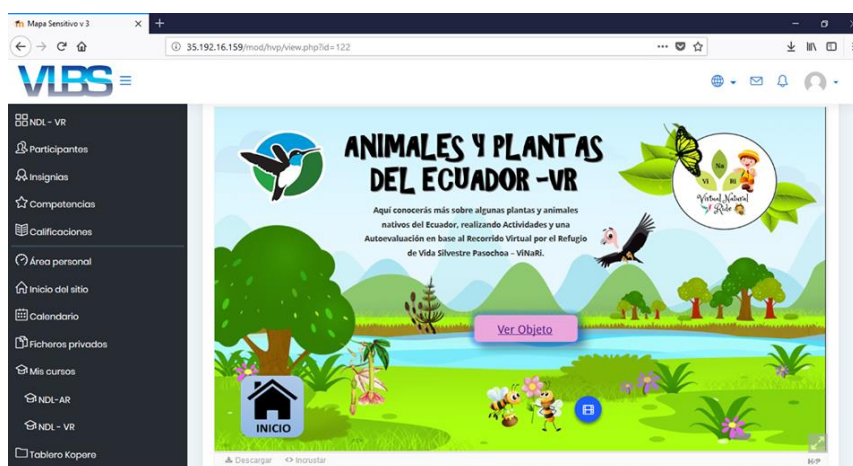 Mapa Sensitivo v 3
35.192.16.159/mod/hvp/view.php?id=122
VLBS
NDL - VR
Participantes
Insignias
Competencias
Calificaciones
Área personal
Inicio del sitio
Calendario
Ficheros privados
Mis cursos
NDL-AR
NDL - VR
Tablero Kopere
ANIMALES Y PLANTAS
DEL ECUADOR -VR
Aquí conocerás más sobre algunas plantas y animales
nativos del Ecuador, realizando Actividades y una
Autoevaluación en base al Recorrido Virtual por el Refugio
de Vida Silvestre Pasochoa – ViNaRi.
Na
Vi Ri
Virtual Natural
Ride
Ver Objeto
INICIO
Descargar <> Incrustar
H5P